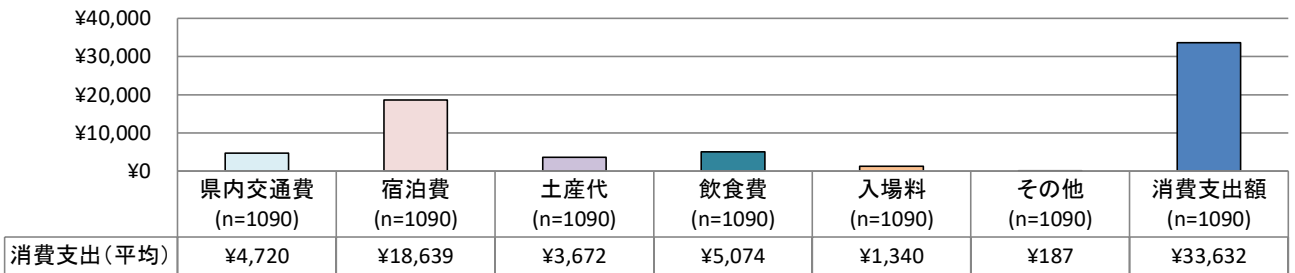 ¥40,000
¥30,000
¥20,000
¥10,000
¥0
県内交通費 宿泊費 土産代 飲食費 入場料 その他 消費支出額
(n=1090) (n=1090) (n=1090) (n=1090) (n=1090) (n=1090) (n=1090)
消費支出(平均) ¥4,720 ¥18,639 ¥3,672 ¥5,074 ¥1,340 ¥187 ¥33,632